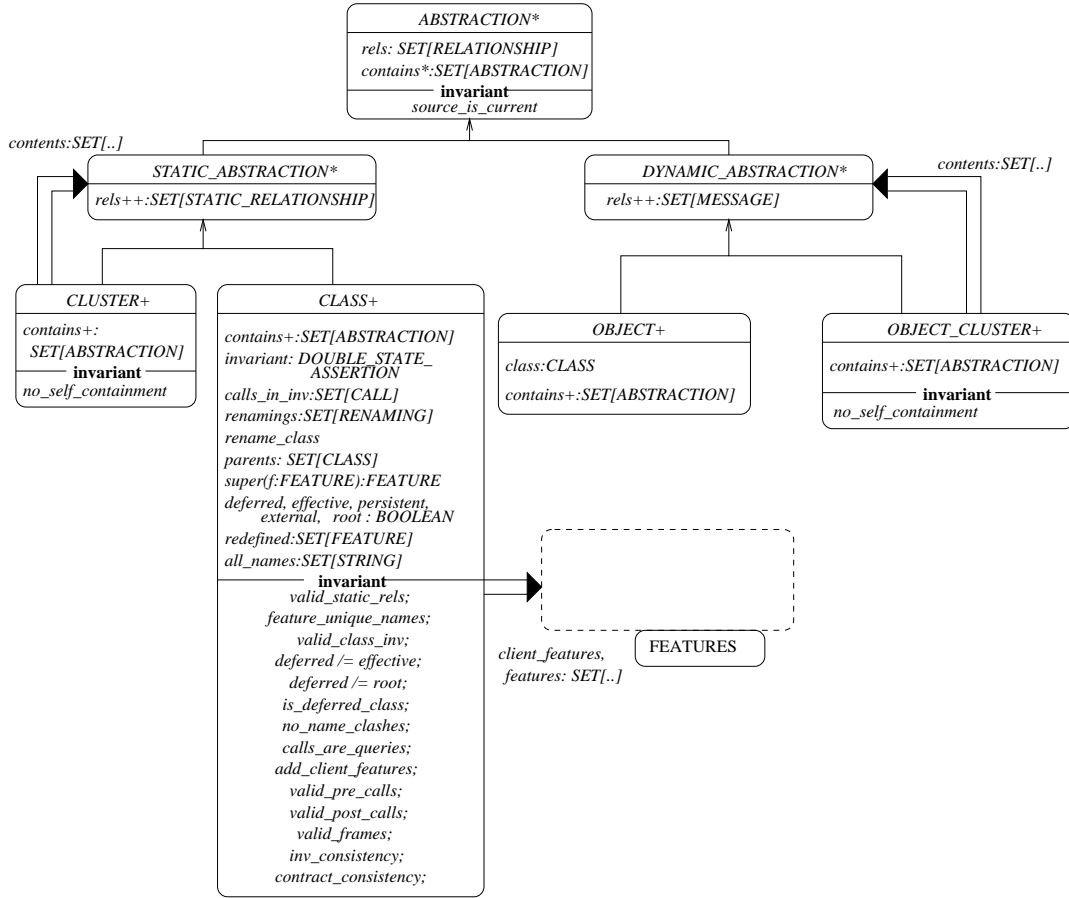 ABSTRACTION*
rels: SET[RELATIONSHIP]
contains*:SET[ABSTRACTION]
invariant
source_is_current
contents:SET[..]
STATIC_ABSTRACTION*
rels++:SET[STATIC_RELATIONSHIP]
DYNAMIC_ABSTRACTION*
rels++:SET[MESSAGE]
contents:SET[..]
CLUSTER+
contains+:
SET[ABSTRACTION]
invariant
no_self_containment
CLASS+
contains+:SET[ABSTRACTION]
invariant: DOUBLE_STATE_
ASSERTION
calls_in_inv:SET[CALL]
renamings:SET[RENAMING]
rename_class
parents: SET[CLASS]
super(f:FEATURE):FEATURE
deferred, effective, persistent,
external, root : BOOLEAN
redefined:SET[FEATURE]
all_names:SET[STRING]
invariant
valid_static_rels;
feature_unique_names;
valid_class_inv;
deferred /= effective;
deferred /= root;
is_deferred_class;
no_name_clashes;
calls_are_queries;
add_client_features;
valid_pre_calls;
valid_post_calls;
valid_frames;
inv_consistency;
contract_consistency;
OBJECT+
class:CLASS
contains+:SET[ABSTRACTION]
OBJECT_CLUSTER+
contains+:SET[ABSTRACTION]
invariant
no_self_containment
FEATURES
client_features,
features: SET[..]